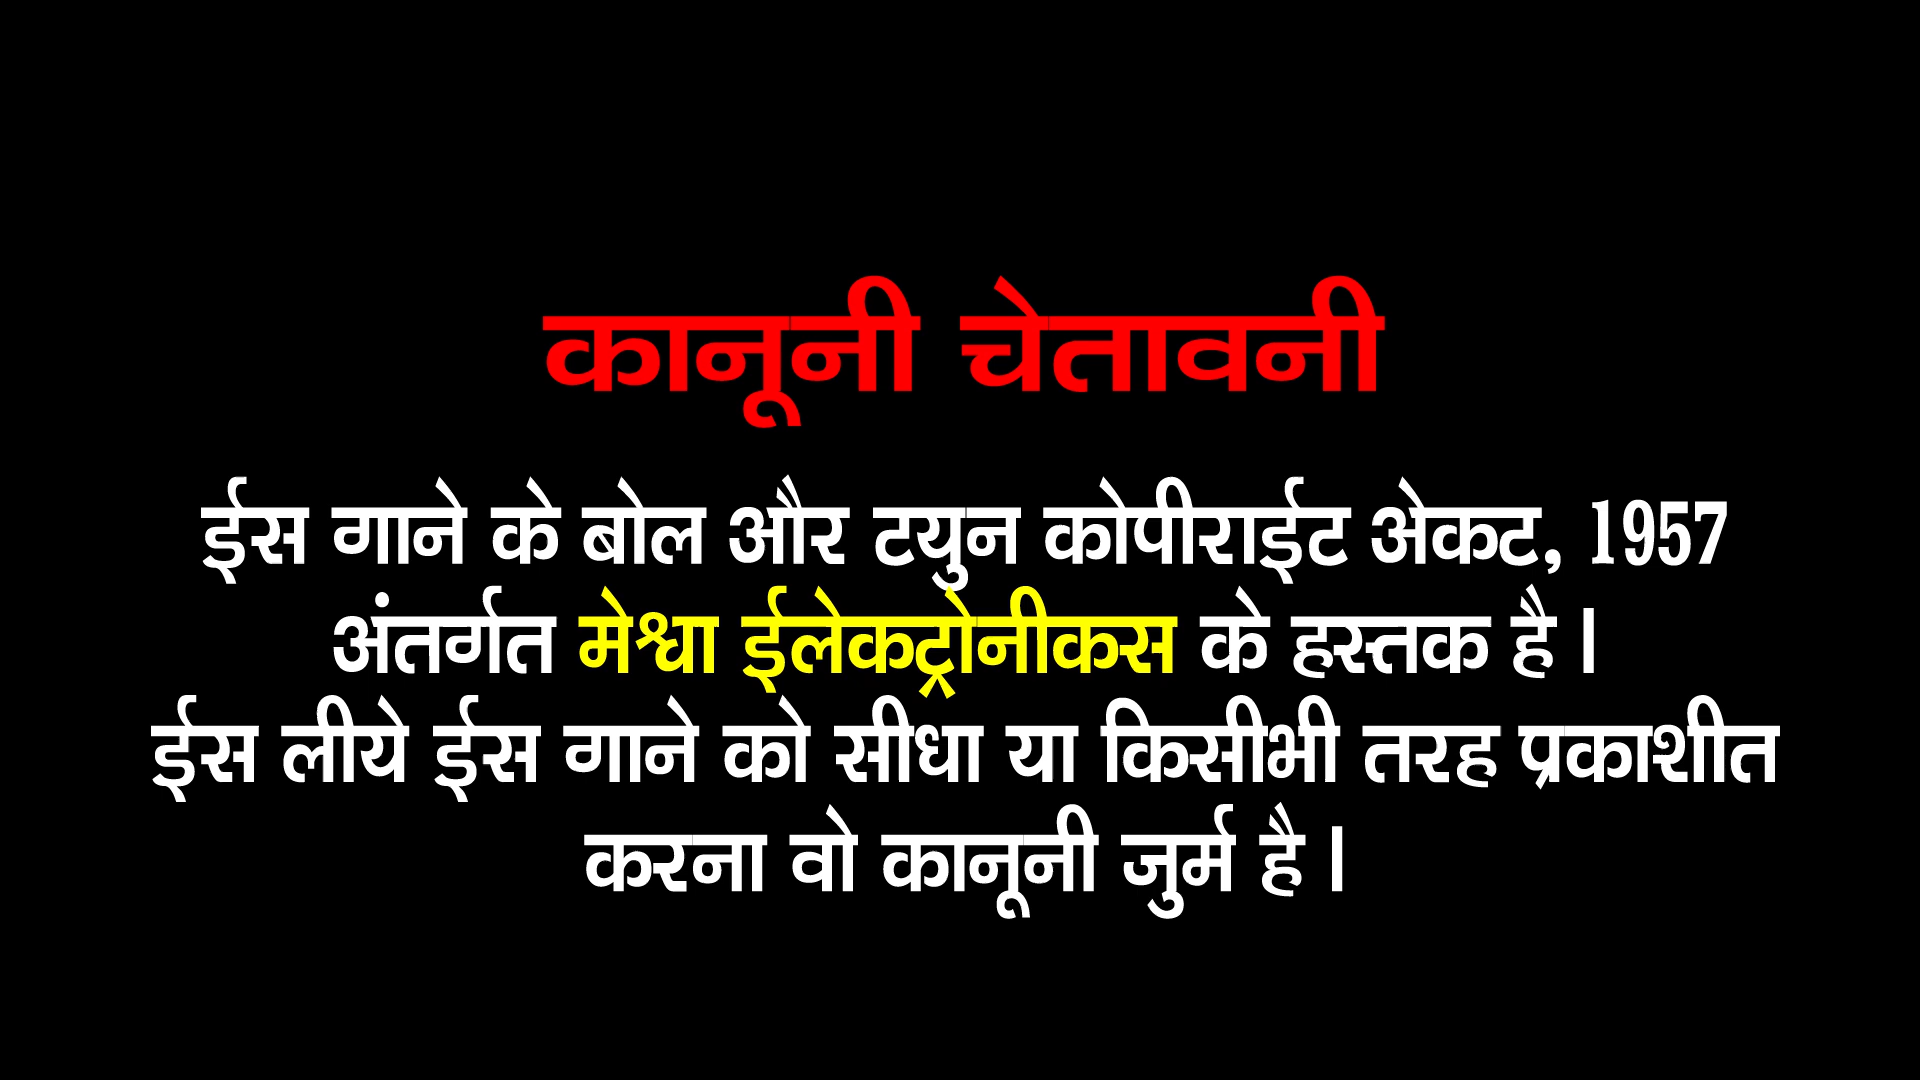 कानूनी चेतावनी
ईस गाने के बोल और टयुन कोपीराईट अेकट, 1957
अंतर्गत मेश्वा ईलेकट्रोनीकस के हस्तक है ।
ईस लीये ईस गाने को सीधा या किसीभी तरह प्रकाशीत
करना वो कानूनी जुर्म है ।